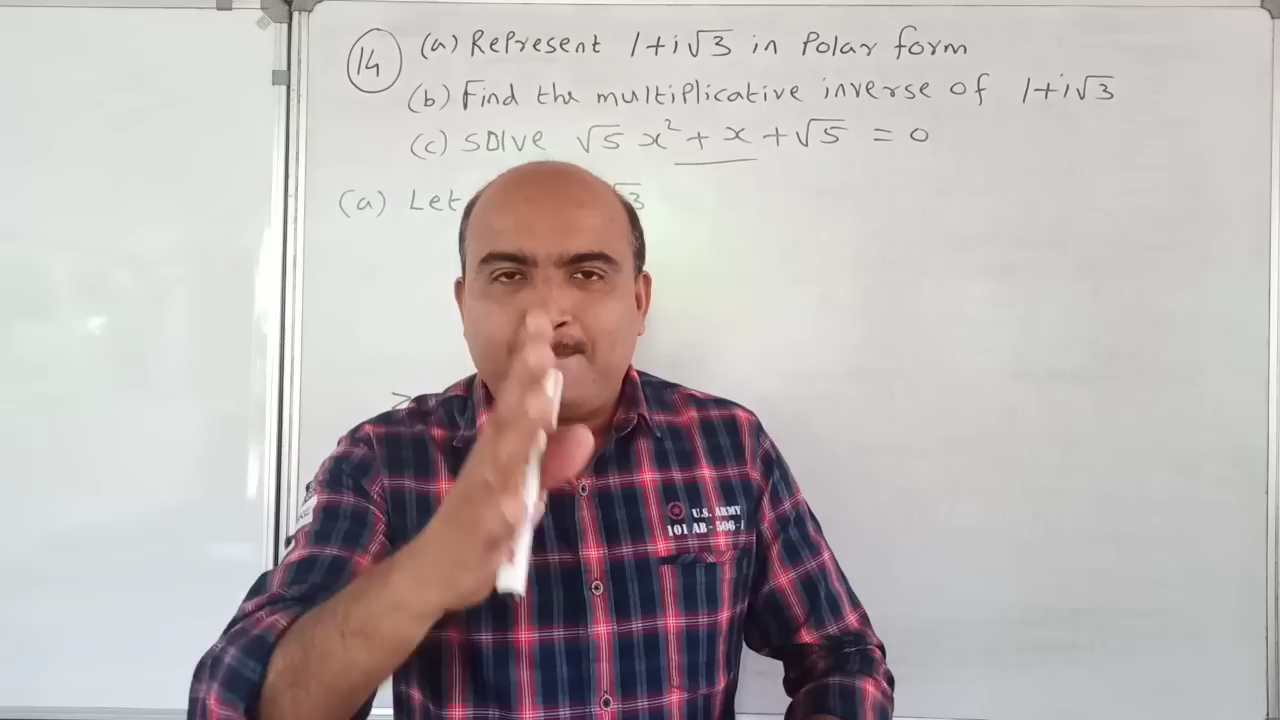 14 (a) Represent 1+i√3 in Polar form
(b) Find the multiplicative inverse of 1+i√3
(c) Solve √5 x² + x + √5 = 0
(a) Let √3
U.S. ARMY
101 AB - 506 -